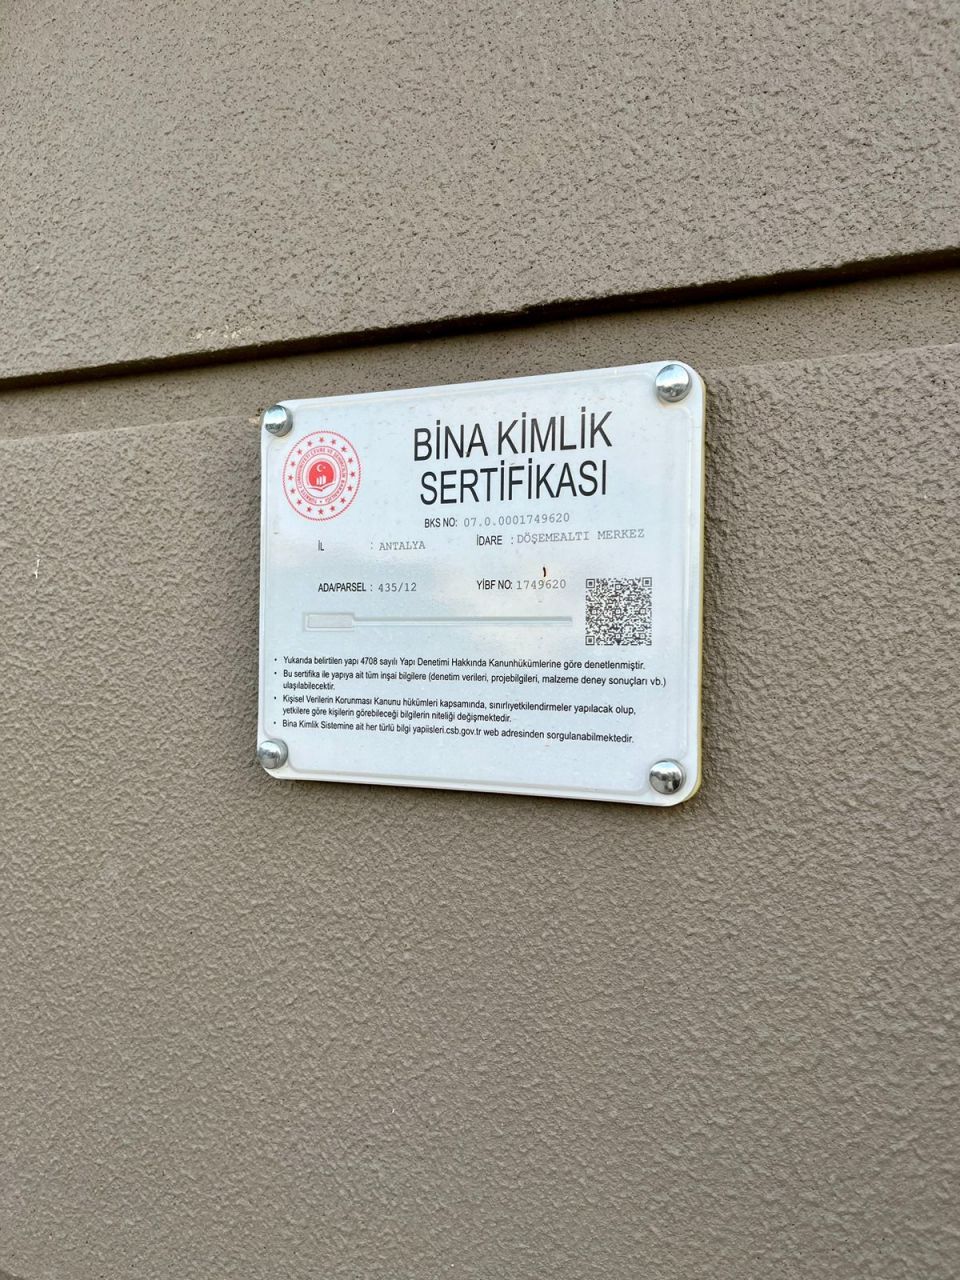 BİNA KİMLİK
SERTİFİKASI
BKS NO: 07.0.0001749620
İL : ANTALYA İDARE : DÖŞEMEALTI MERKEZ
ADA/PARSEL : 435/12 YİBF NO: 1749620
• Yukarıda belirtilen yapı 4708 sayılı Yapı Denetimi Hakkında Kanunhükümlerine göre denetlenmiştir.
• Bu sertifika ile yapıya ait tüm inşai bilgilere (denetim verileri, projebilgileri, malzeme deney sonuçları vb.)
ulaşılabilecektir.
• Kişisel Verilerin Korunması Kanunu hükümleri kapsamında, sınırlıyetkilendirmeler yapılacak olup,
yetkilere göre kişilerin görebileceği bilgilerin niteliği değişmektedir.
• Bina Kimlik Sistemine ait her türlü bilgi yapiisleri.csb.gov.tr web adresinden sorgulanabilmektedir.